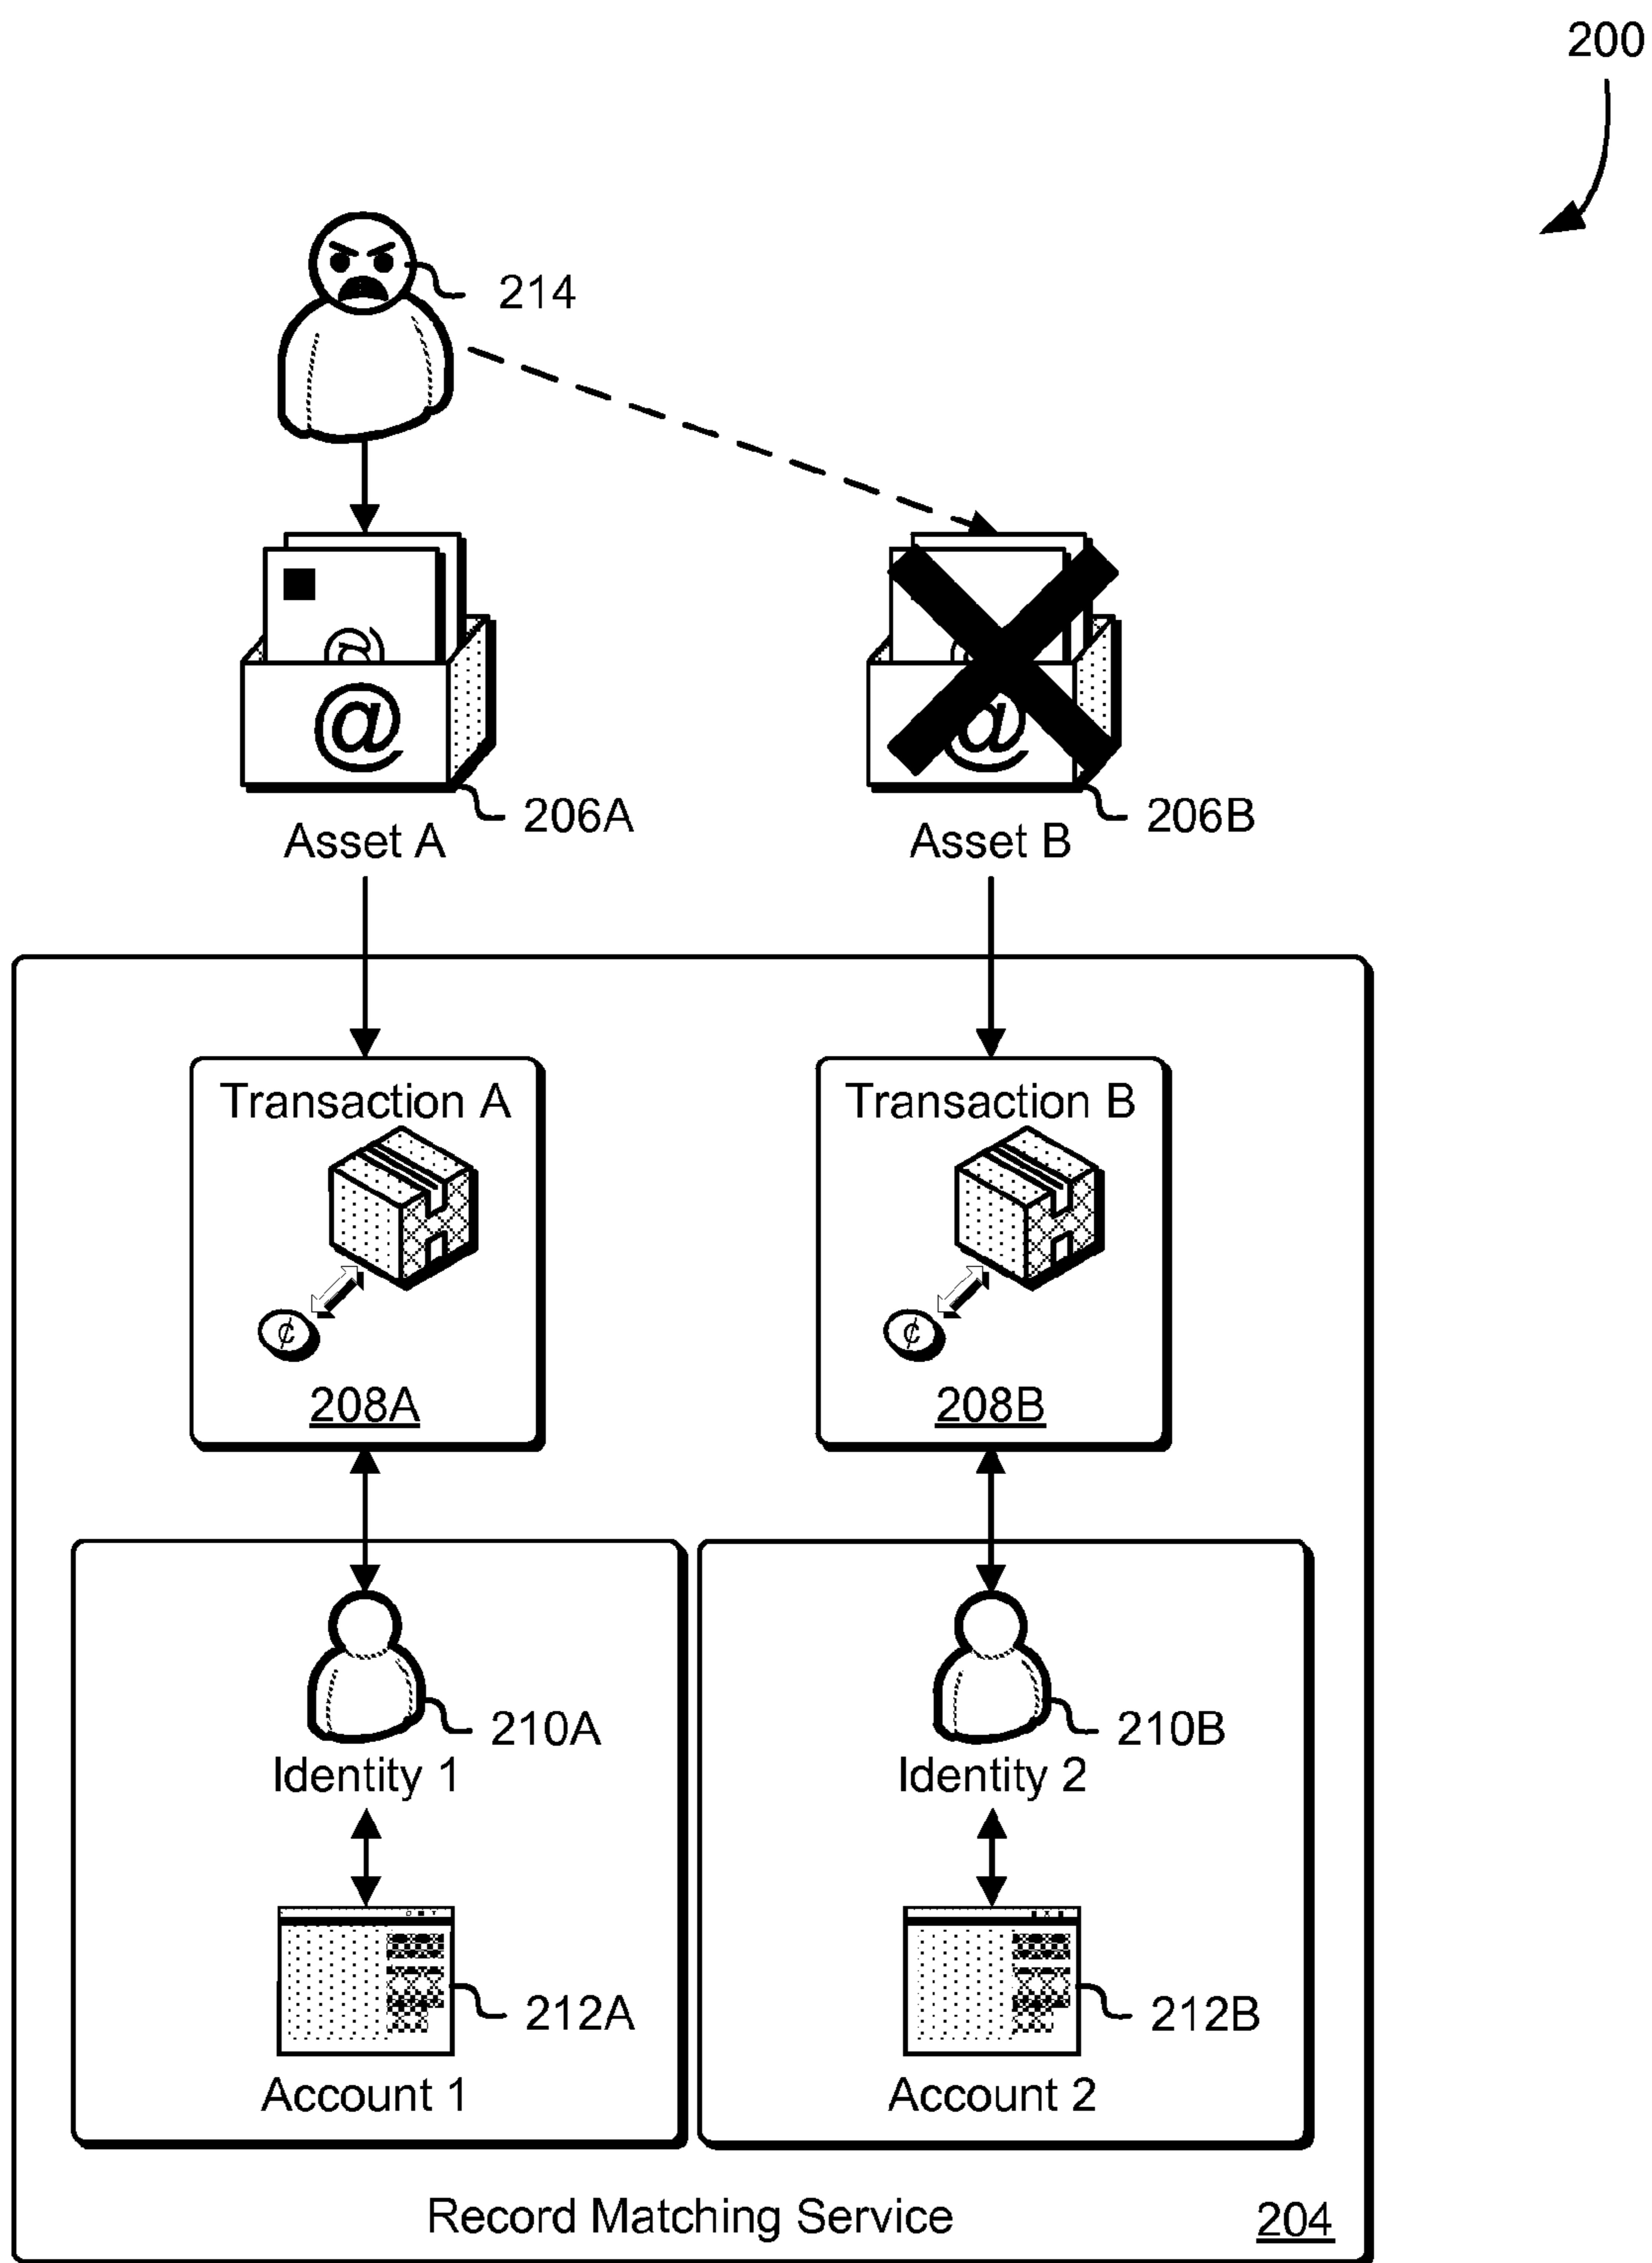 200
214
@
@
206A
206B
Asset A
Asset B
Transaction A
Transaction B
¢
¢
208A
208B
210A
210B
Identity 1
Identity 2
212A
212B
Account 1
Account 2
Record Matching Service
204